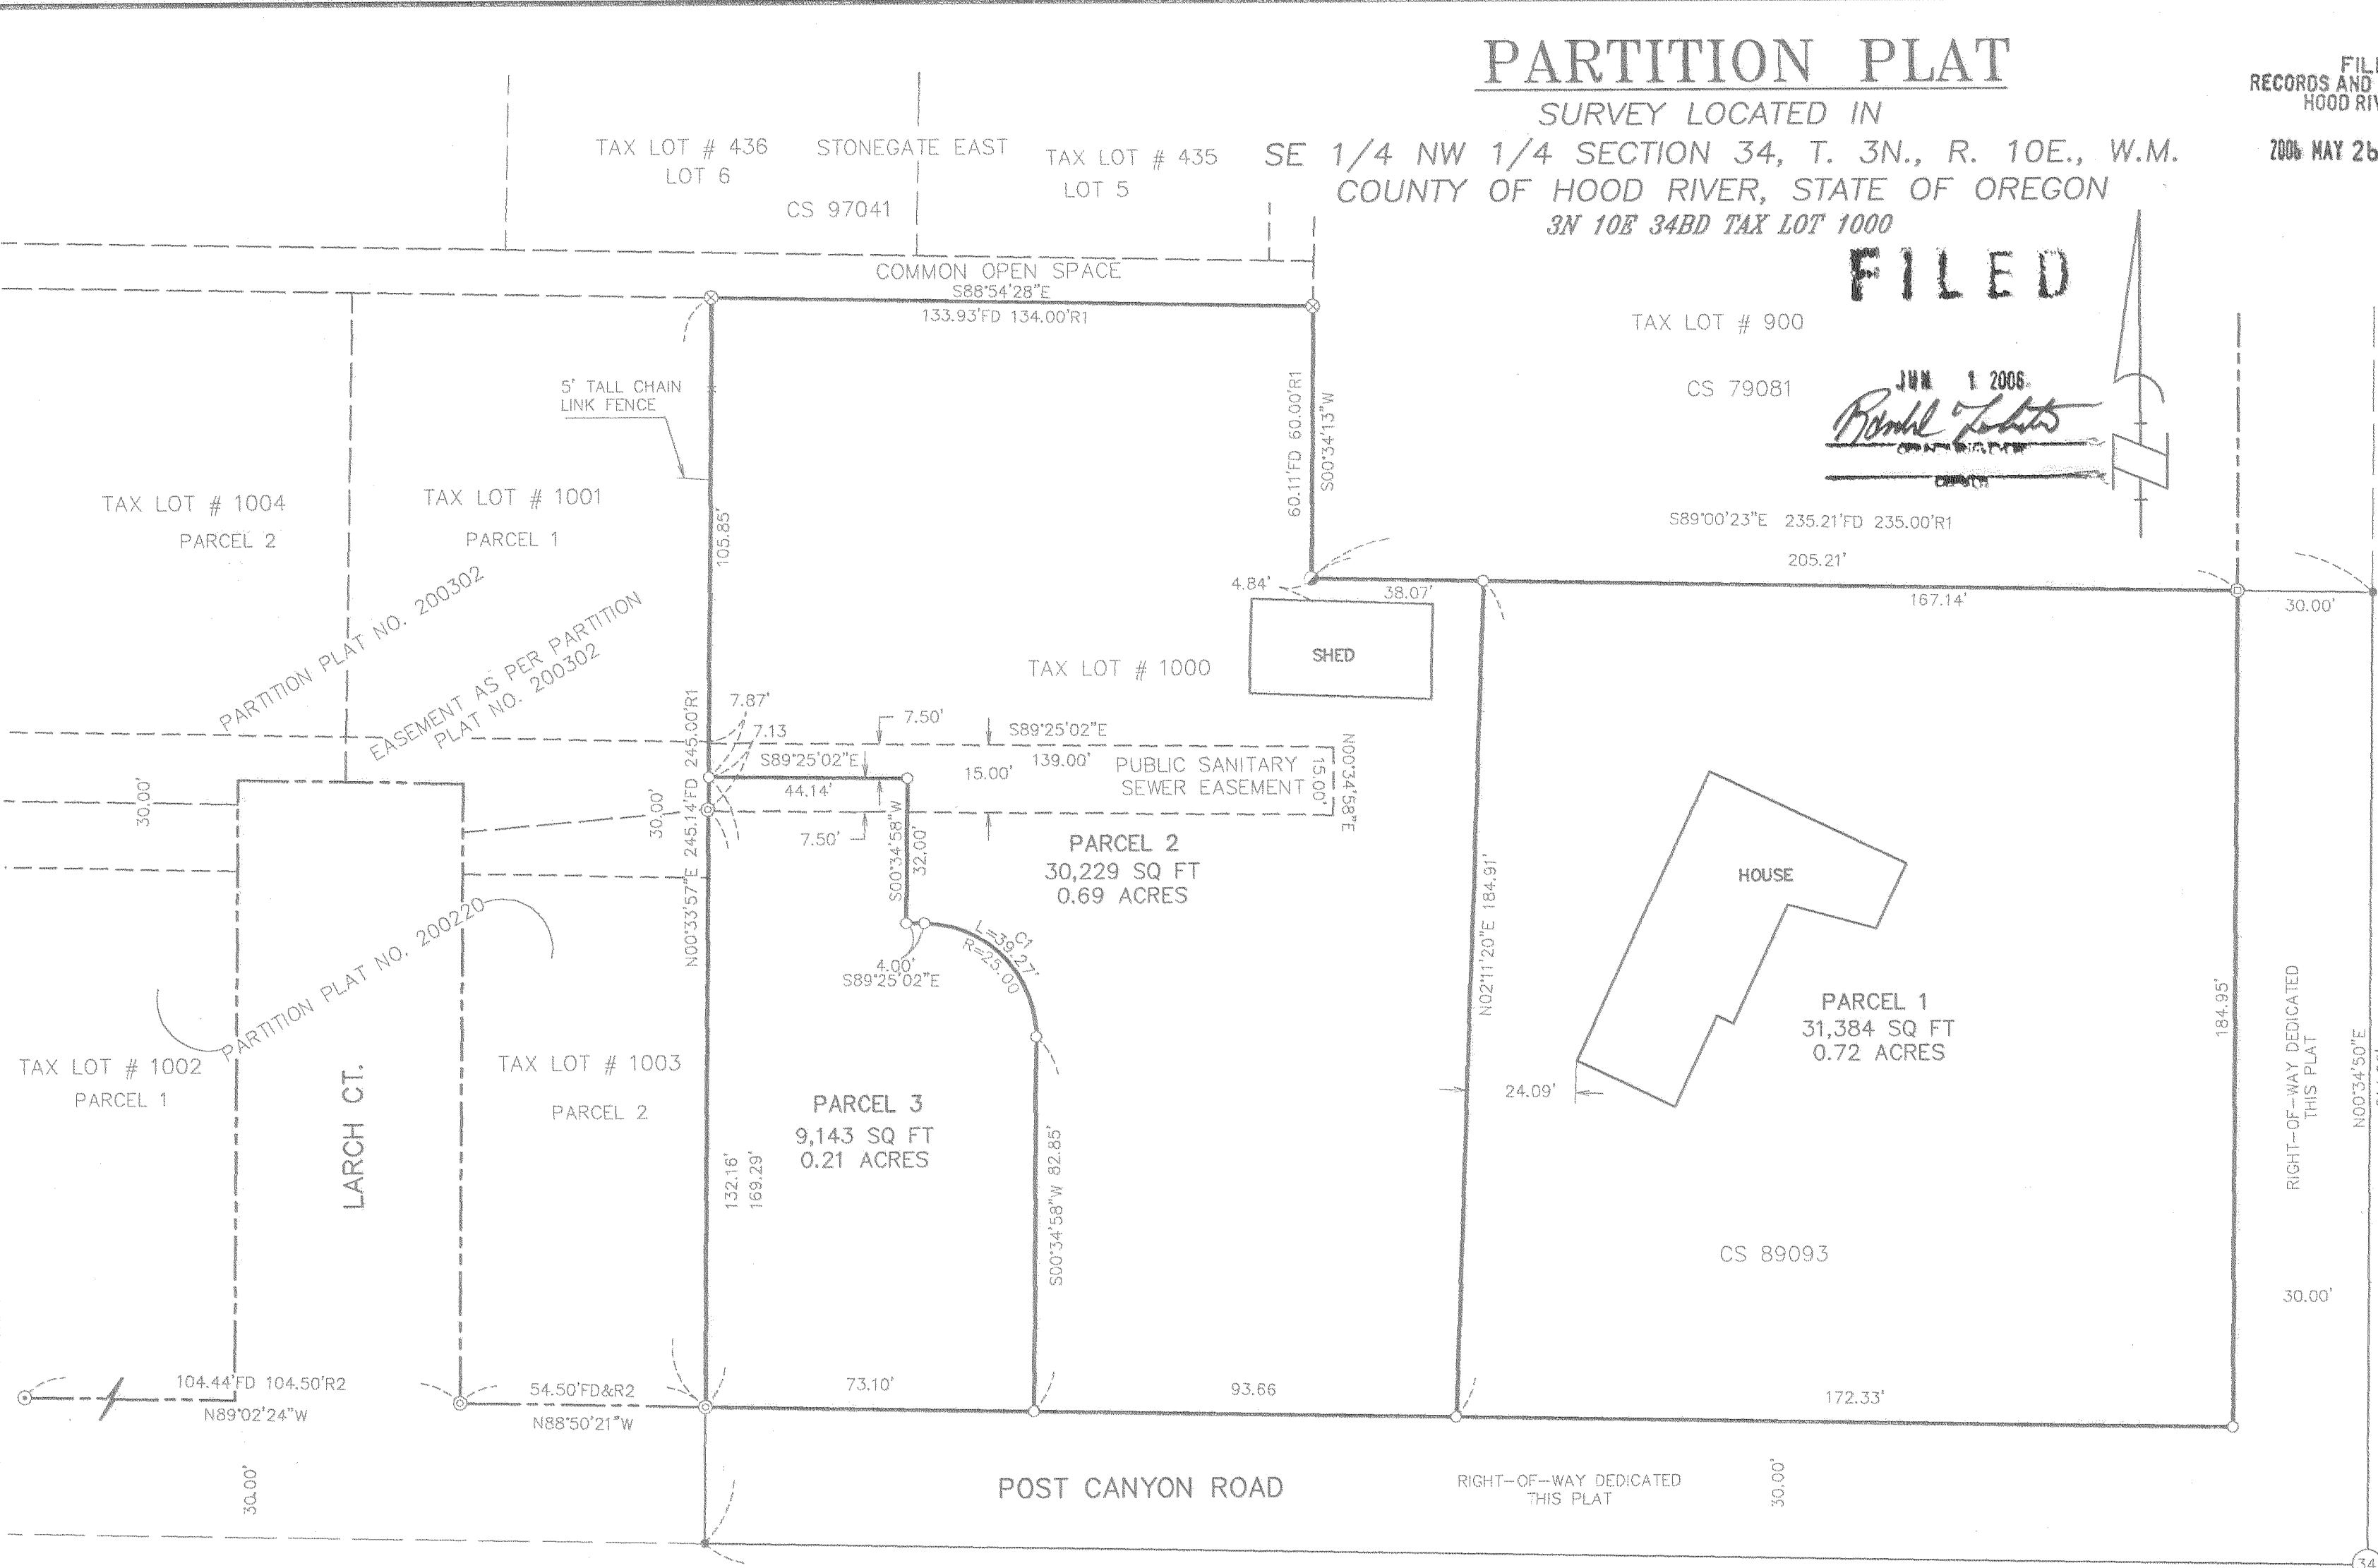 PARTITION PLAT
SURVEY LOCATED IN
SE 1/4 NW 1/4 SECTION 34, T. 3N., R. 10E., W.M.
COUNTY OF HOOD RIVER, STATE OF OREGON
3N 10E 34BD TAX LOT 1000
RECORDS AND
2006 MAY 26
FILED
JUN 1 2006
TAX LOT # 436
LOT 6
STONEGATE EAST
CS 97041
TAX LOT # 435
LOT 5
COMMON OPEN SPACE
S88°54'28"E
133.93'FD 134.00'R1
TAX LOT # 900
CS 79081
5' TALL CHAIN
LINK FENCE
60.11'FD 60.00'R1
S00°34'13"W
TAX LOT # 1004
PARCEL 2
TAX LOT # 1001
PARCEL 1
105.85'
S89°00'23"E 235.21'FD 235.00'R1
205.21'
4.84'
38.07'
167.14'
30.00'
PARTITION PLAT NO. 200302
EASEMENT AS PER PARTITION
PLAT NO. 200302
TAX LOT # 1000
SHED
7.87'
7.13
7.50'
S89°25'02"E
S89°25'02"E
139.00'
15.00'
PUBLIC SANITARY
SEWER EASEMENT
15.00'
N00°34'58"E
44.14'
7.50'
30.00'
30.00'
N00°33'57"E 245.14'FD 245.00'R1
S00°34'58"W
32.00'
PARCEL 2
30,229 SQ FT
0.69 ACRES
HOUSE
N02°11'20"E 184.91'
C1
L=39.27'
R=25.00
4.00'
S89°25'02"E
PARTITION PLAT NO. 200220
PARCEL 1
31,384 SQ FT
0.72 ACRES
184.95'
RIGHT-OF-WAY DEDICATED
THIS PLAT
N00°34'50"E
TAX LOT # 1002
PARCEL 1
LARCH CT.
TAX LOT # 1003
PARCEL 2
PARCEL 3
9,143 SQ FT
0.21 ACRES
24.09'
132.16'
169.29'
S00°34'58"W 82.85'
CS 89093
30.00'
104.44'FD 104.50'R2
N89°02'24"W
54.50'FD&R2
N88°50'21"W
73.10'
93.66
172.33'
30.00'
POST CANYON ROAD
RIGHT-OF-WAY DEDICATED
THIS PLAT
30.00'
34